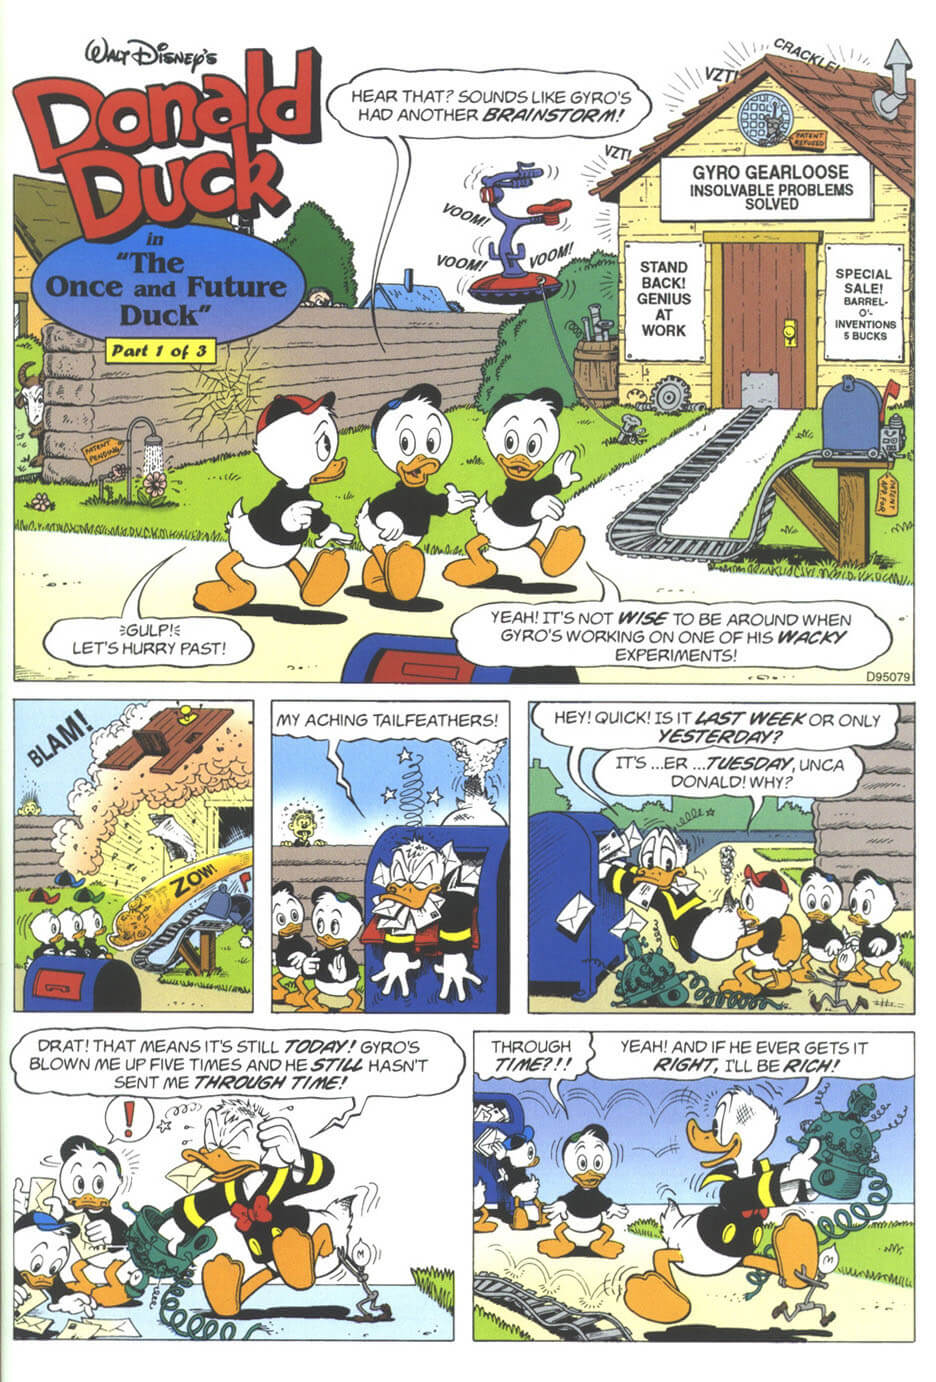 WALT DISNEY'S
Donald
Duck
in
"The
Once and Future
Duck"
Part 1 of 3
HEAR THAT? SOUNDS LIKE GYRO'S
HAD ANOTHER BRAINSTORM!
CRACKLE!
VZT!
VZT!
PATENT
REFUSED
GYRO GEARLOOSE
INSOLVABLE PROBLEMS
SOLVED
VOOM!
VOOM!
VOOM!
STAND
BACK!
GENIUS
AT
WORK
SPECIAL
SALE!
BARREL-
O'-
INVENTIONS
5 BUCKS
PATENT
PENDING
PATENT
APP. FOR
GULP!
LET'S HURRY PAST!
YEAH! IT'S NOT WISE TO BE AROUND WHEN
GYRO'S WORKING ON ONE OF HIS WACKY
EXPERIMENTS!
D95079
BLAM!
ZOW!
MY ACHING TAILFEATHERS!
HEY! QUICK! IS IT LAST WEEK OR ONLY
YESTERDAY?
IT'S ...ER ...TUESDAY, UNCA
DONALD! WHY?
DRAT! THAT MEANS IT'S STILL TODAY! GYRO'S
BLOWN ME UP FIVE TIMES AND HE STILL HASN'T
SENT ME THROUGH TIME!
!
THROUGH
TIME?!!
YEAH! AND IF HE EVER GETS IT
RIGHT, I'LL BE RICH!